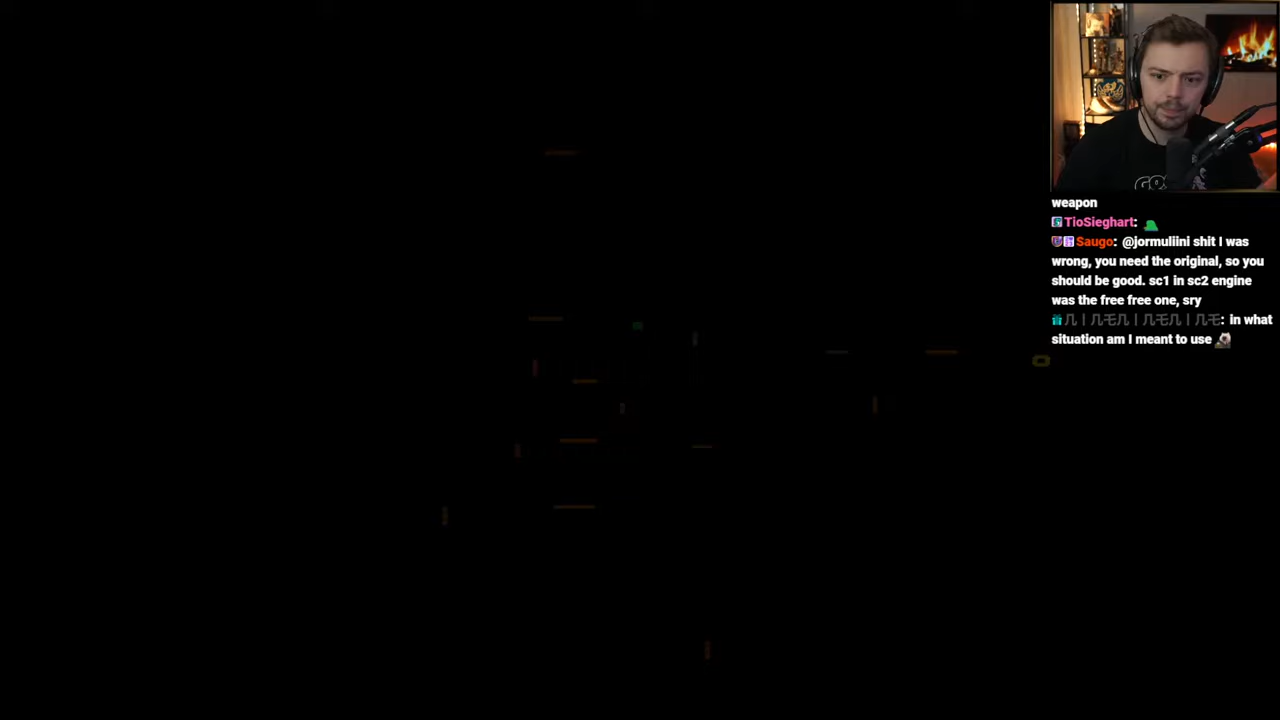 weapon
TioSieghart:
Saugo: @jormuliini shit I was
wrong, you need the original, so you
should be good. sc1 in sc2 engine
was the free free one, sry
: in what
situation am I meant to use